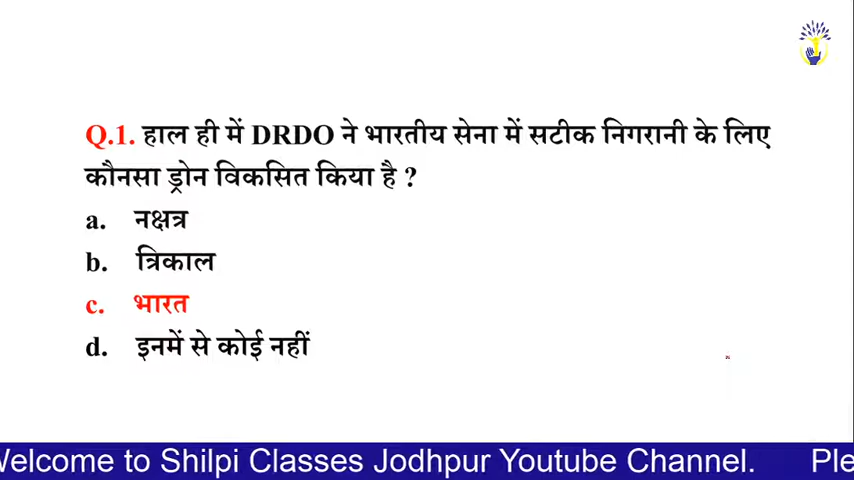 Q.1. हाल ही में DRDO ने भारतीय सेना में सटीक निगरानी के लिए
कौनसा ड्रोन विकसित किया है ?
a. नक्षत्र
b. त्रिकाल
c. भारत
d. इनमें से कोई नहीं
Welcome to Shilpi Classes Jodhpur Youtube Channel. Ple